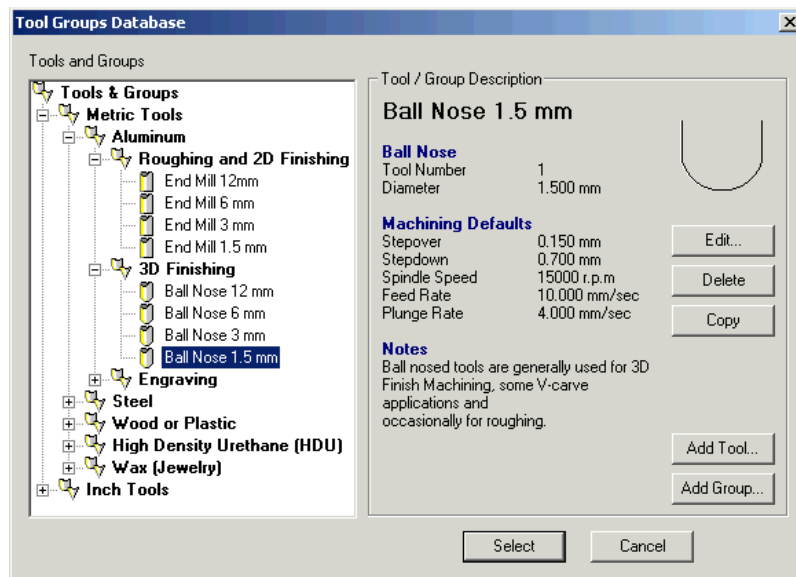 Tool Groups Database
Tools and Groups
Tools & Groups
Metric Tools
Aluminum
Roughing and 2D Finishing
End Mill 12mm
End Mill 6 mm
End Mill 3 mm
End Mill 1.5 mm
3D Finishing
Ball Nose 12 mm
Ball Nose 6 mm
Ball Nose 3 mm
Ball Nose 1.5 mm
Engraving
Steel
Wood or Plastic
High Density Urethane (HDU)
Wax (Jewelry)
Inch Tools
Tool / Group Description
Ball Nose 1.5 mm
Ball Nose
Tool Number 1
Diameter 1.500 mm
Machining Defaults
Stepover 0.150 mm
Stepdown 0.700 mm
Spindle Speed 15000 r.p.m
Feed Rate 10.000 mm/sec
Plunge Rate 4.000 mm/sec
Notes
Ball nosed tools are generally used for 3D
Finish Machining, some V-carve
applications and
occasionally for roughing.
Edit...
Delete
Copy
Add Tool...
Add Group...
Select Cancel